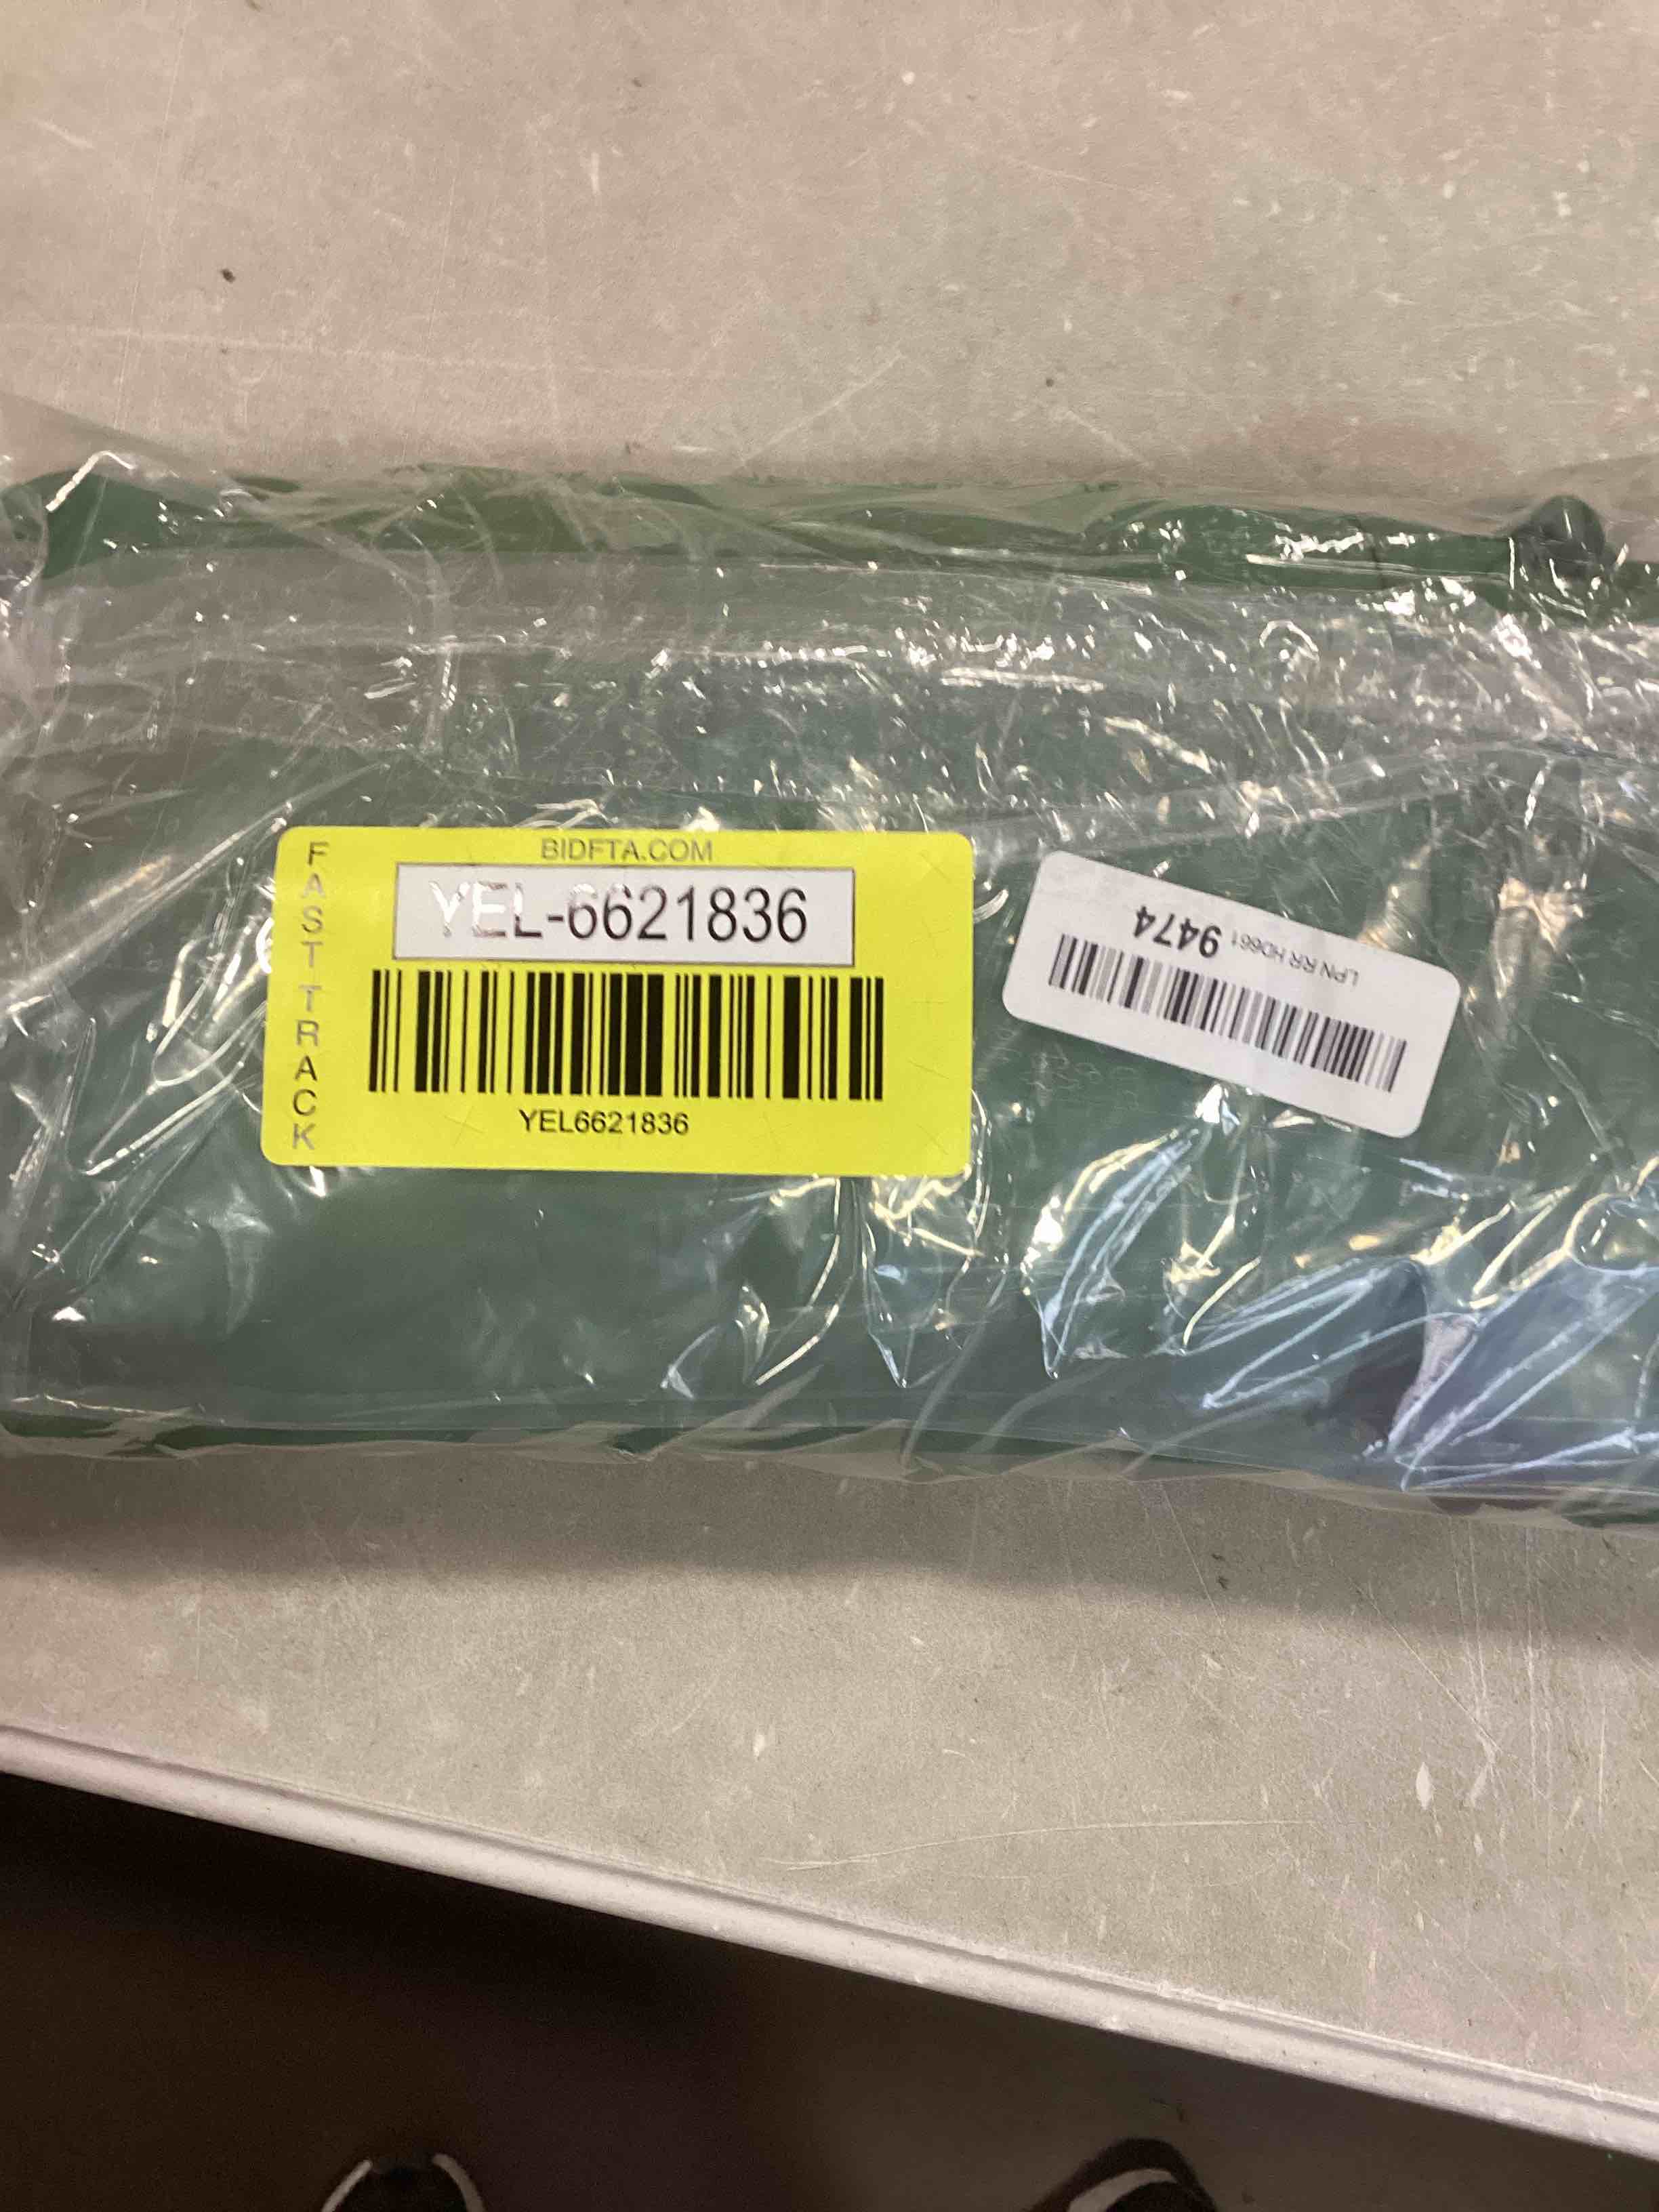 FAST TRACK
BIDFTA.COM
YEL-6621836
YEL6621836
LPN RR HD661 9474